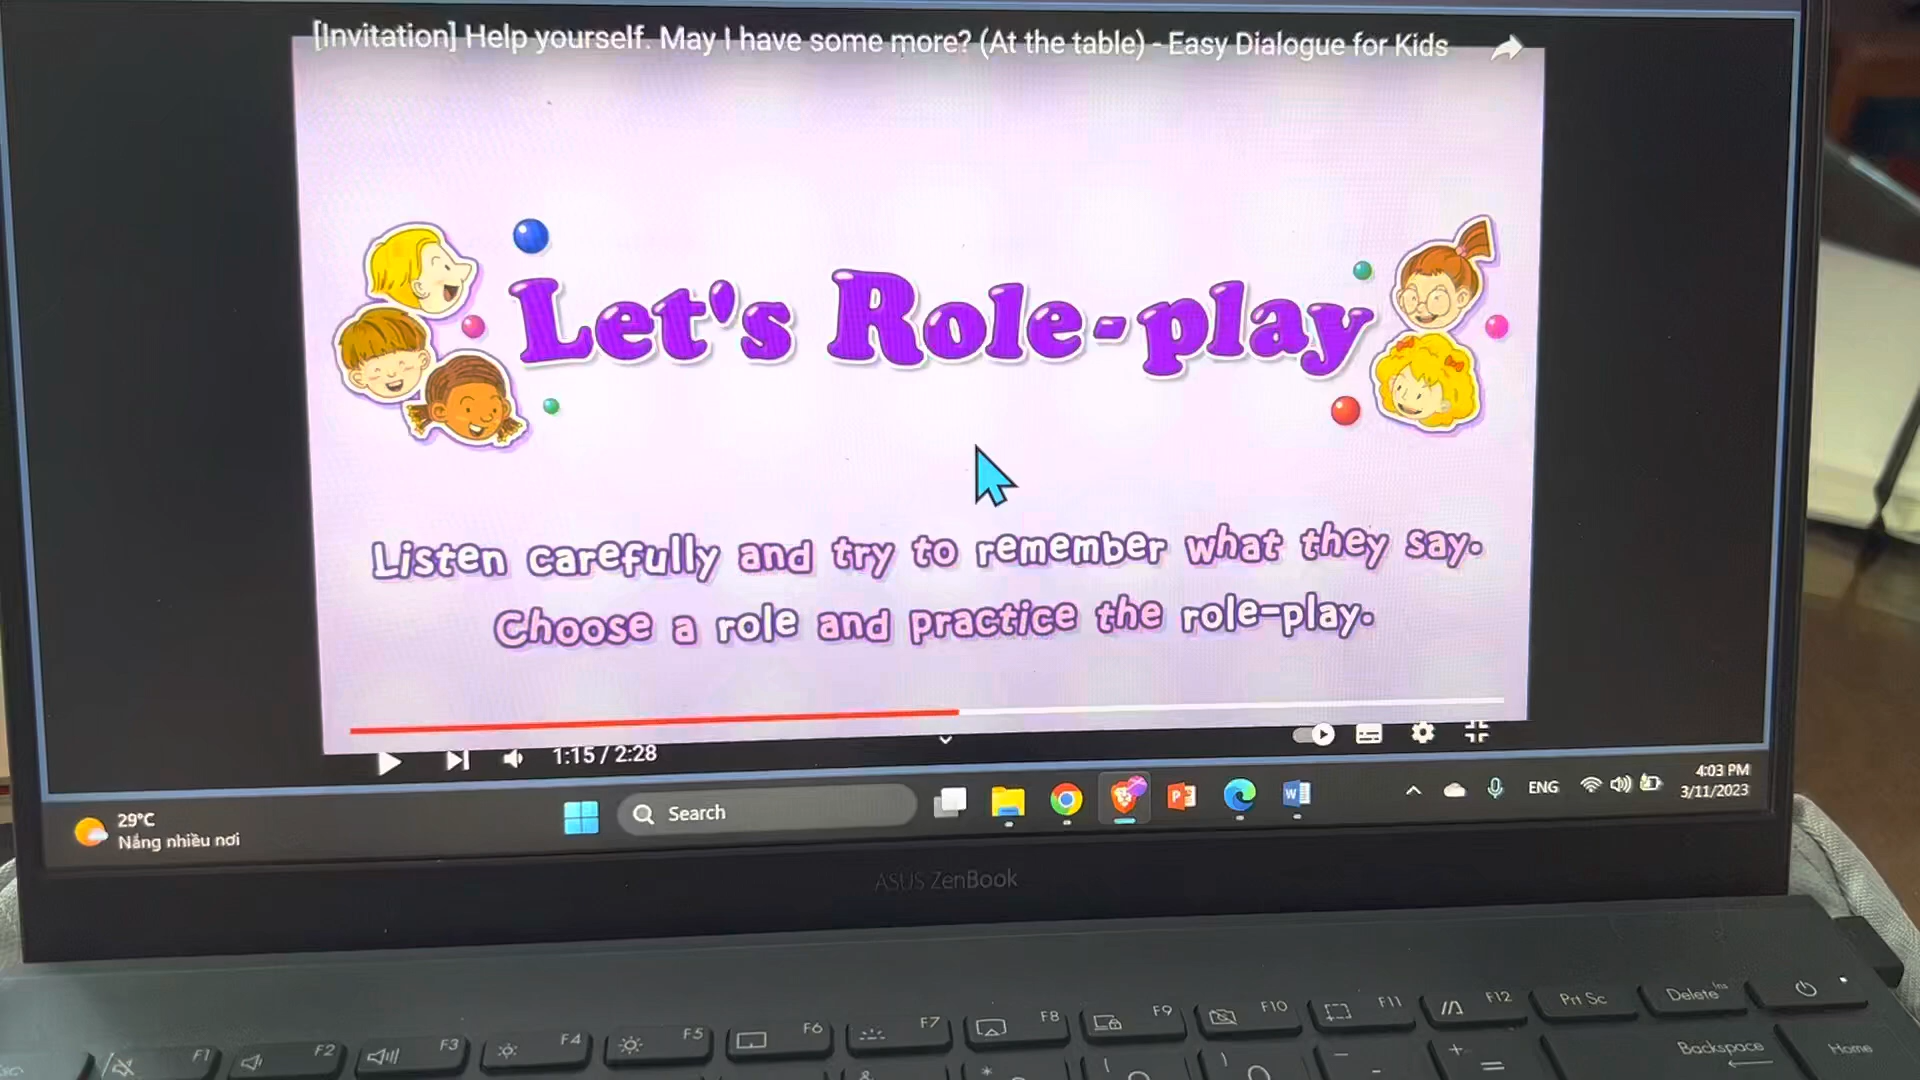 [Invitation] Help yourself. May I have some more? (At the table) - Easy Dialogue for Kids
Let's Role-play
Listen carefully and try to remember what they say.
Choose a role and practice the role-play.
1:15 / 2:28
29°C
Nắng nhiều nơi
Search
ENG
4:03 PM
3/11/2023
ASUS ZenBook
F1 F2 F3 F4 F5 F6 F7 F8 F9 F10 F11 F12 Prt Sc Delete Ins
Backspace Home